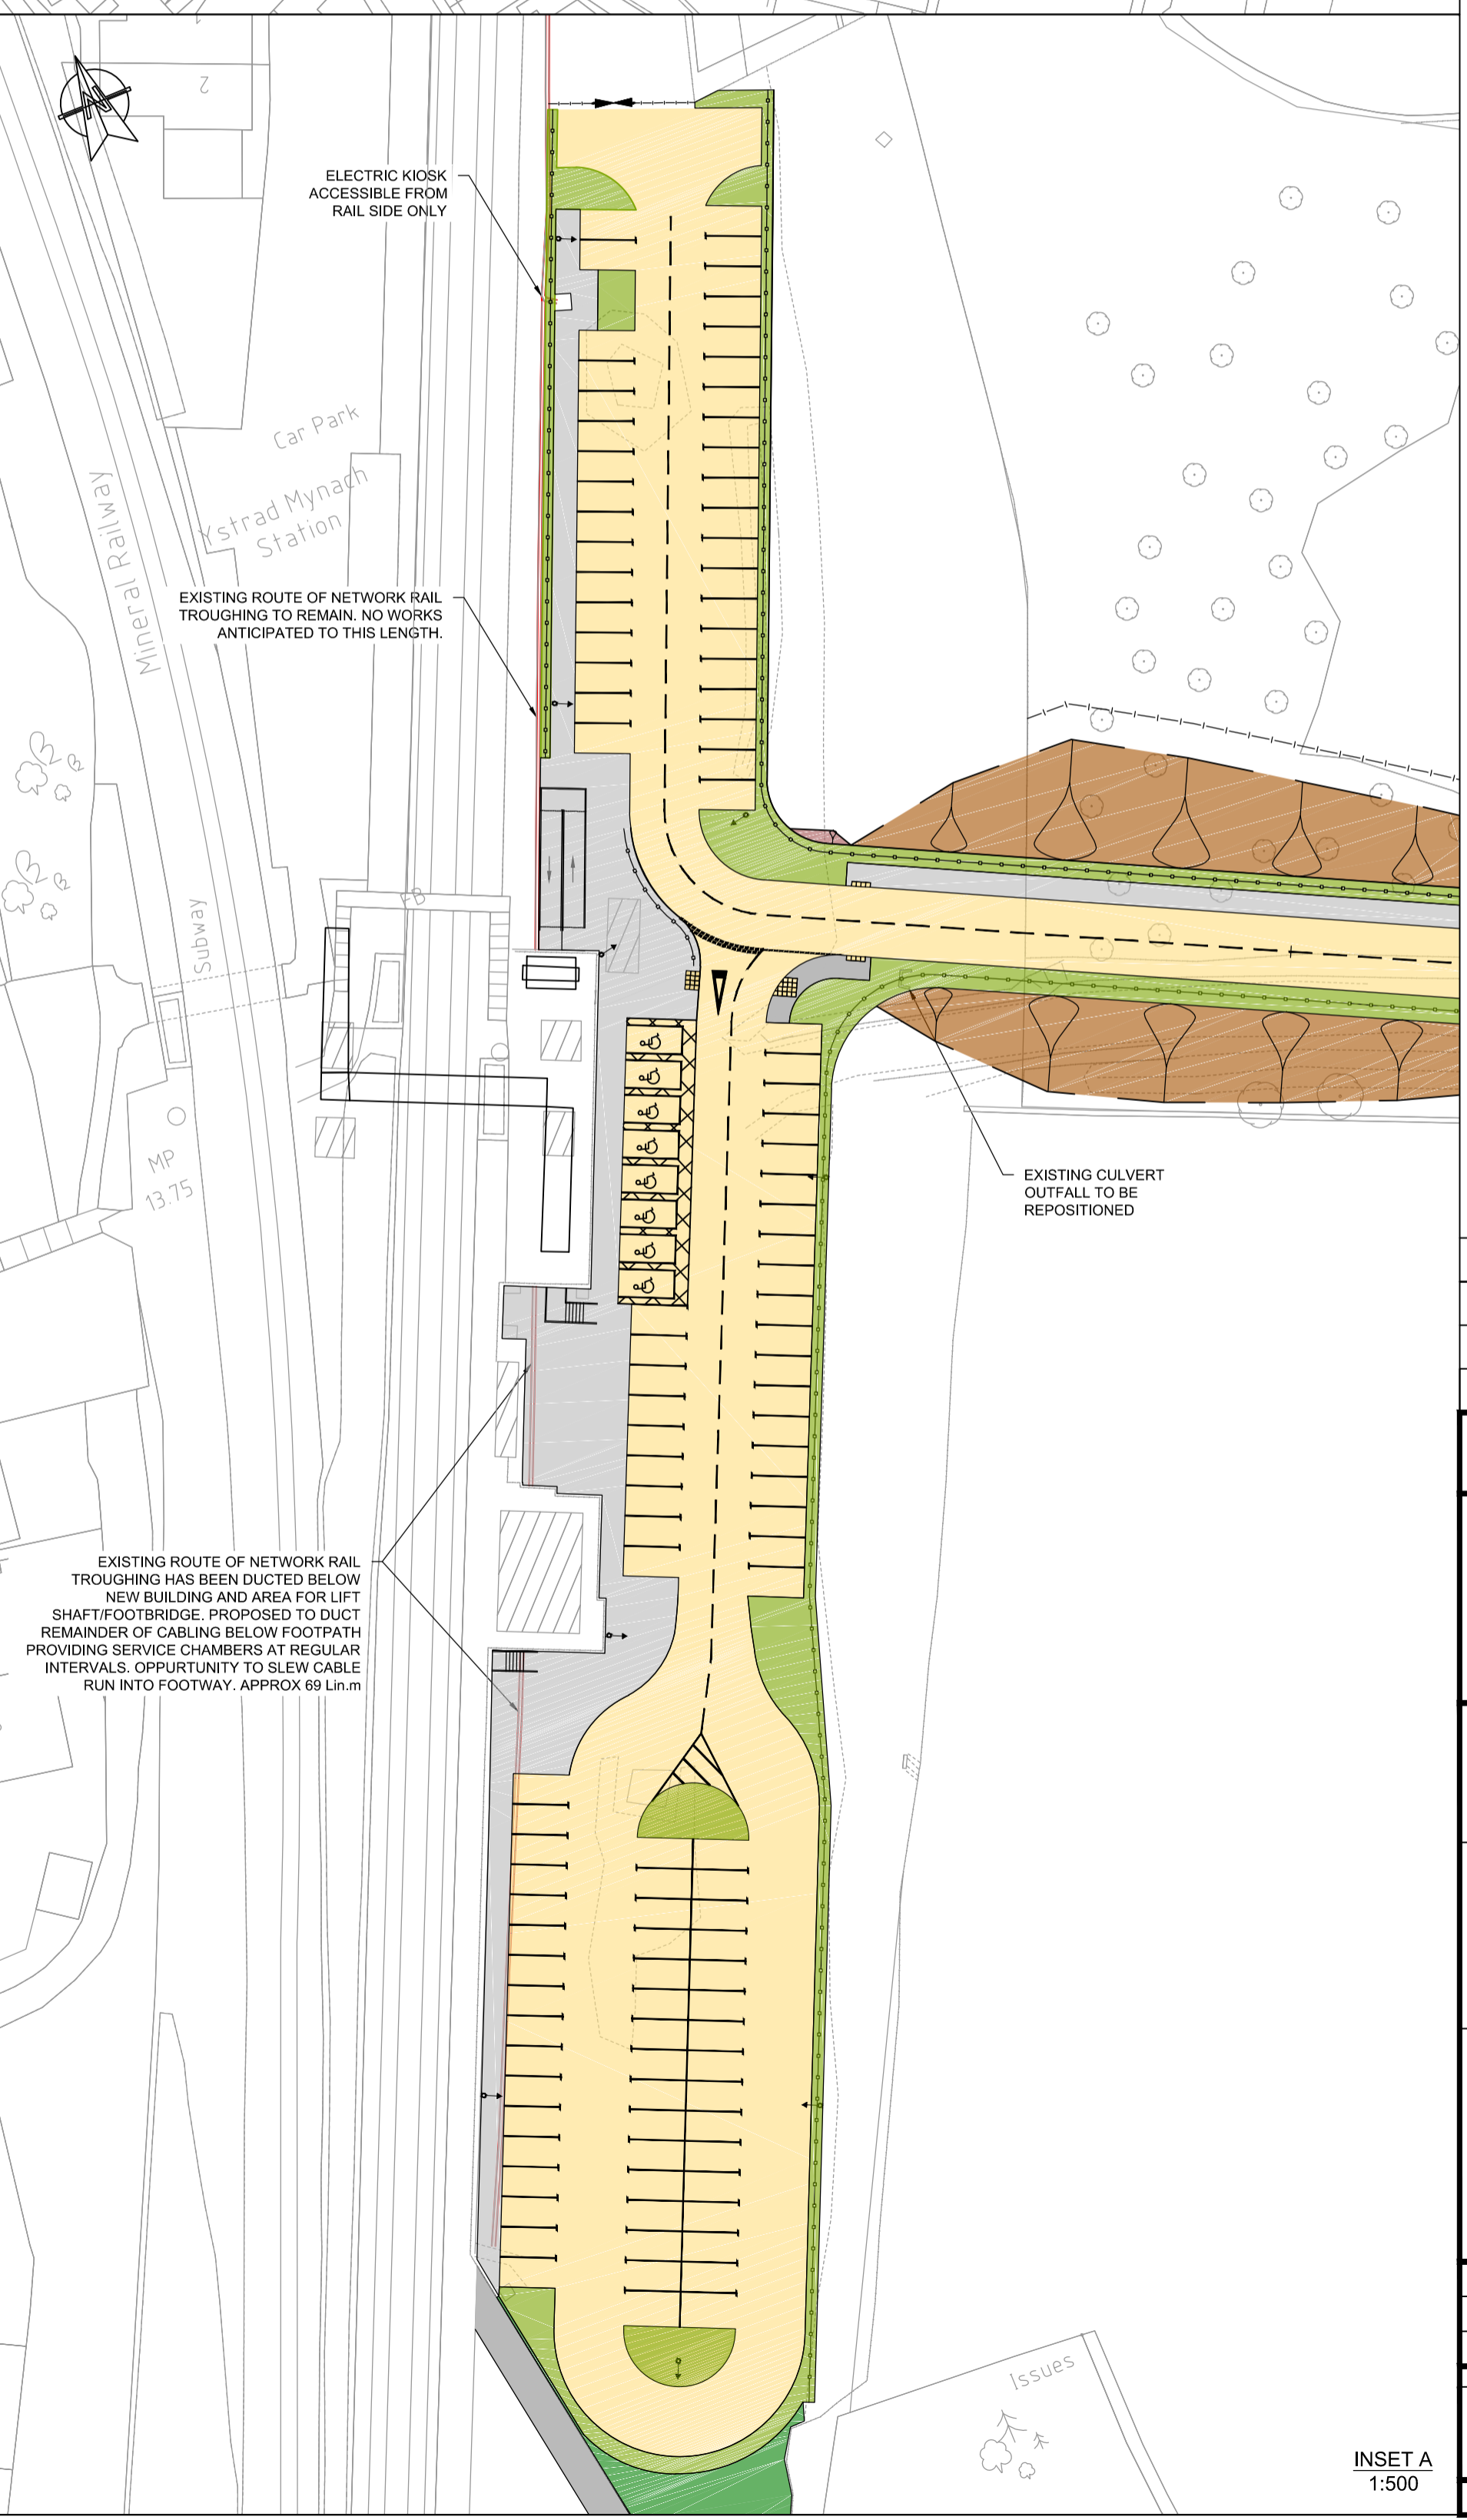 2
N
ELECTRIC KIOSK
ACCESSIBLE FROM
RAIL SIDE ONLY
Car Park
Ystrad Mynach
Station
Mineral Railway
EXISTING ROUTE OF NETWORK RAIL
TROUGHING TO REMAIN. NO WORKS
ANTICIPATED TO THIS LENGTH.
FB
Subway
MP
13.75
EXISTING CULVERT
OUTFALL TO BE
REPOSITIONED
EXISTING ROUTE OF NETWORK RAIL
TROUGHING HAS BEEN DUCTED BELOW
NEW BUILDING AND AREA FOR LIFT
SHAFT/FOOTBRIDGE. PROPOSED TO DUCT
REMAINDER OF CABLING BELOW FOOTPATH
PROVIDING SERVICE CHAMBERS AT REGULAR
INTERVALS. OPPURTUNITY TO SLEW CABLE
RUN INTO FOOTWAY. APPROX 69 Lin.m
Issues
INSET A
1:500